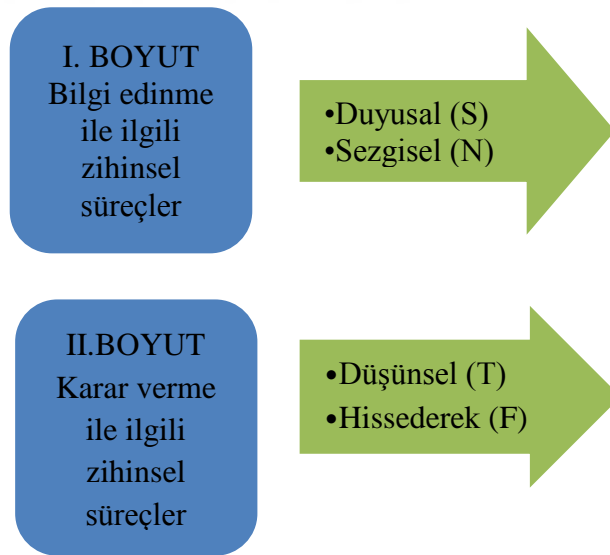 I. BOYUT
Bilgi edinme
ile ilgili
zihinsel
süreçler
•Duyusal (S)
•Sezgisel (N)
II.BOYUT
Karar verme
ile ilgili
zihinsel
süreçler
•Düşünsel (T)
•Hissederek (F)